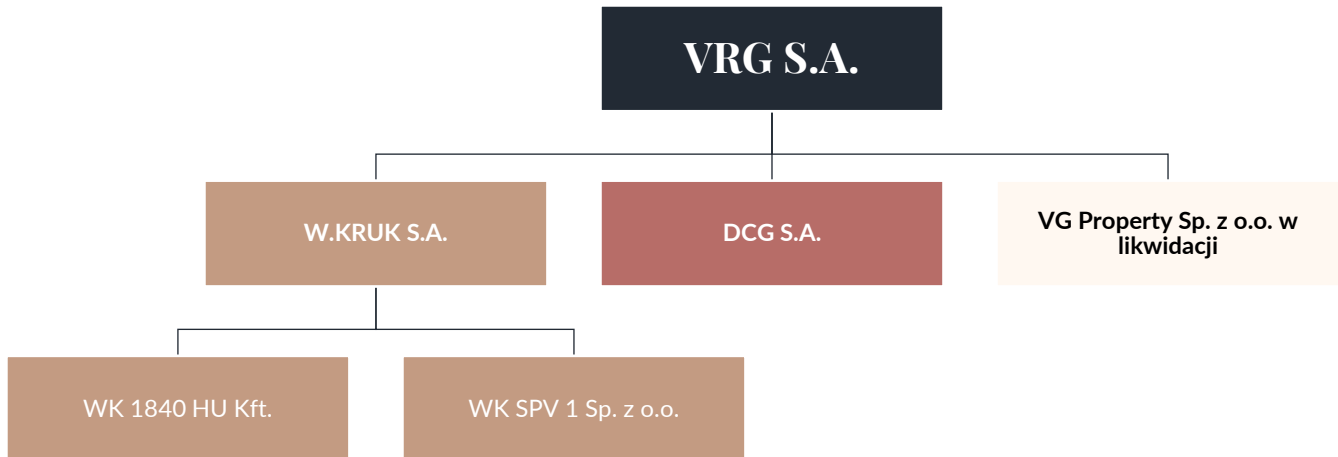 VRG S.A.
W.KRUK S.A.
DCG S.A.
VG Property Sp. z o.o. w
likwidacji
WK 1840 HU Kft.
WK SPV 1 Sp. z o.o.